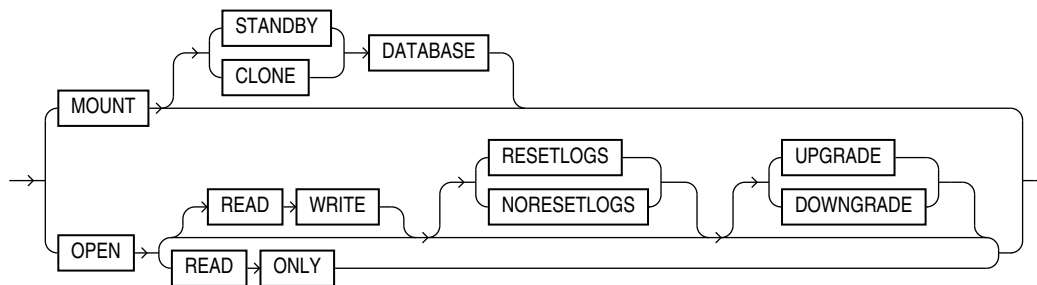 STANDBY
CLONE
DATABASE
MOUNT
RESETLOGS
NORESETLOGS
UPGRADE
DOWNGRADE
READ WRITE
OPEN
READ ONLY